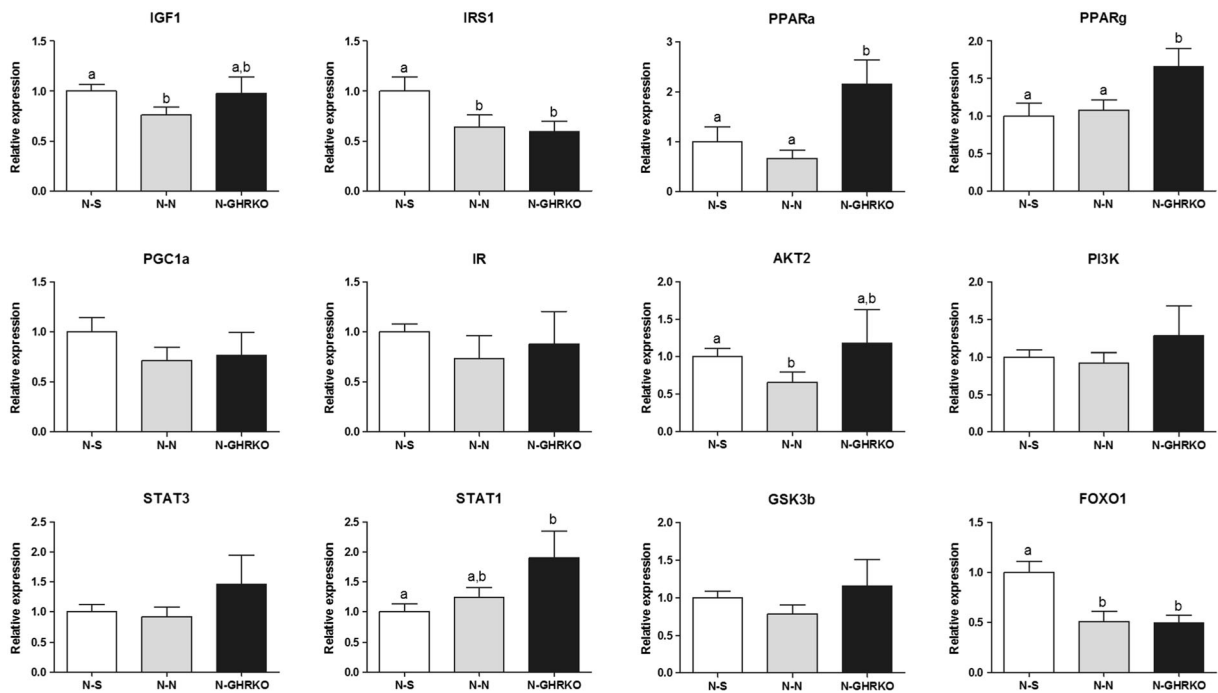 IGF1
Relative expression
1.5
1.0
0.5
0.0
a
b
a,b
N-S
N-N
N-GHRKO
IRS1
Relative expression
1.5
1.0
0.5
0.0
a
b
b
N-S
N-N
N-GHRKO
PPARa
Relative expression
3
2
1
0
a
a
b
N-S
N-N
N-GHRKO
PPARg
Relative expression
2.0
1.5
1.0
0.5
0.0
a
a
b
N-S
N-N
N-GHRKO
PGC1a
Relative expression
1.5
1.0
0.5
0.0
N-S
N-N
N-GHRKO
IR
Relative expression
1.5
1.0
0.5
0.0
N-S
N-N
N-GHRKO
AKT2
Relative expression
2.0
1.5
1.0
0.5
0.0
a
b
a,b
N-S
N-N
N-GHRKO
PI3K
Relative expression
2.0
1.5
1.0
0.5
0.0
N-S
N-N
N-GHRKO
STAT3
Relative expression
2.5
2.0
1.5
1.0
0.5
0.0
N-S
N-N
N-GHRKO
STAT1
Relative expression
2.5
2.0
1.5
1.0
0.5
0.0
a
a,b
b
N-S
N-N
N-GHRKO
GSK3b
Relative expression
2.0
1.5
1.0
0.5
0.0
N-S
N-N
N-GHRKO
FOXO1
Relative expression
1.5
1.0
0.5
0.0
a
b
b
N-S
N-N
N-GHRKO